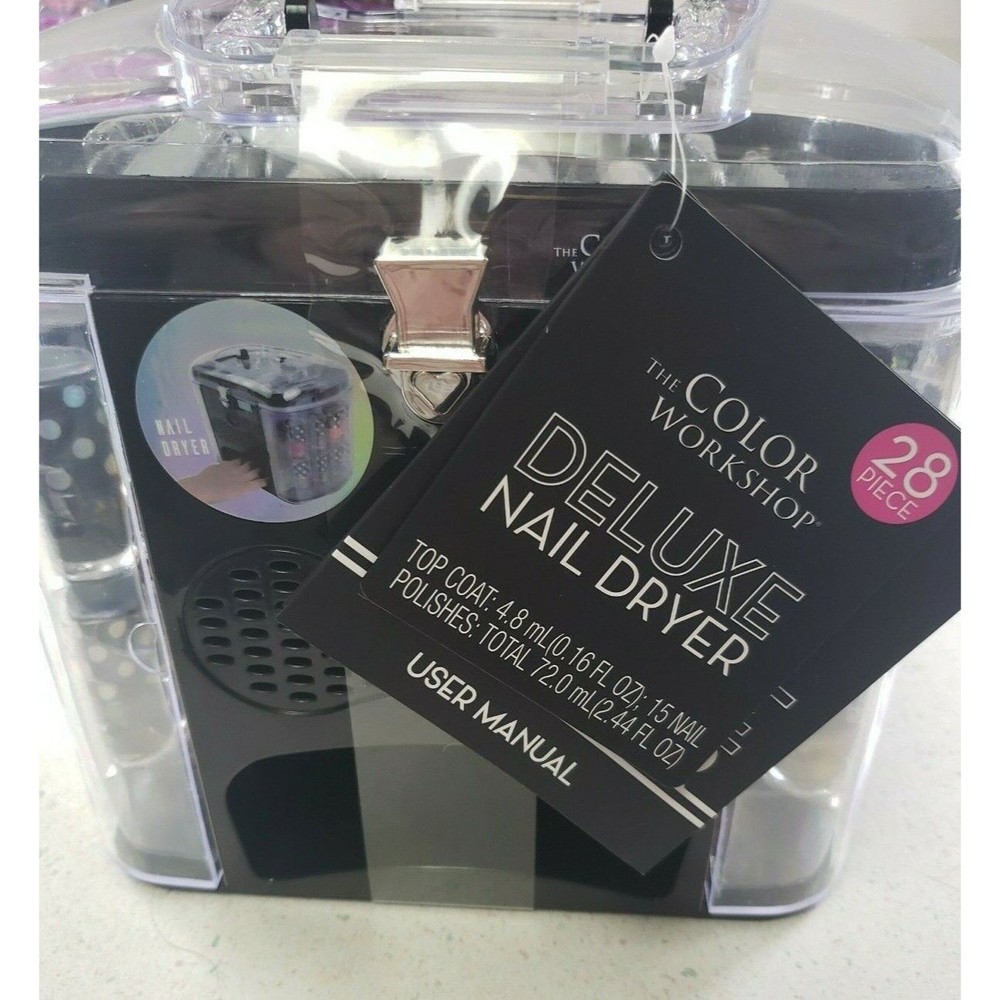 THE C
W
NAIL
DRYER
THE COLOR
WORKSHOP®
28
PIECE
DELUXE
NAIL DRYER
TOP COAT: 4.8 mL(0.16 FL OZ); 15 NAIL
POLISHES: TOTAL 72.0 mL(2.44 FL OZ)
USER MANUAL